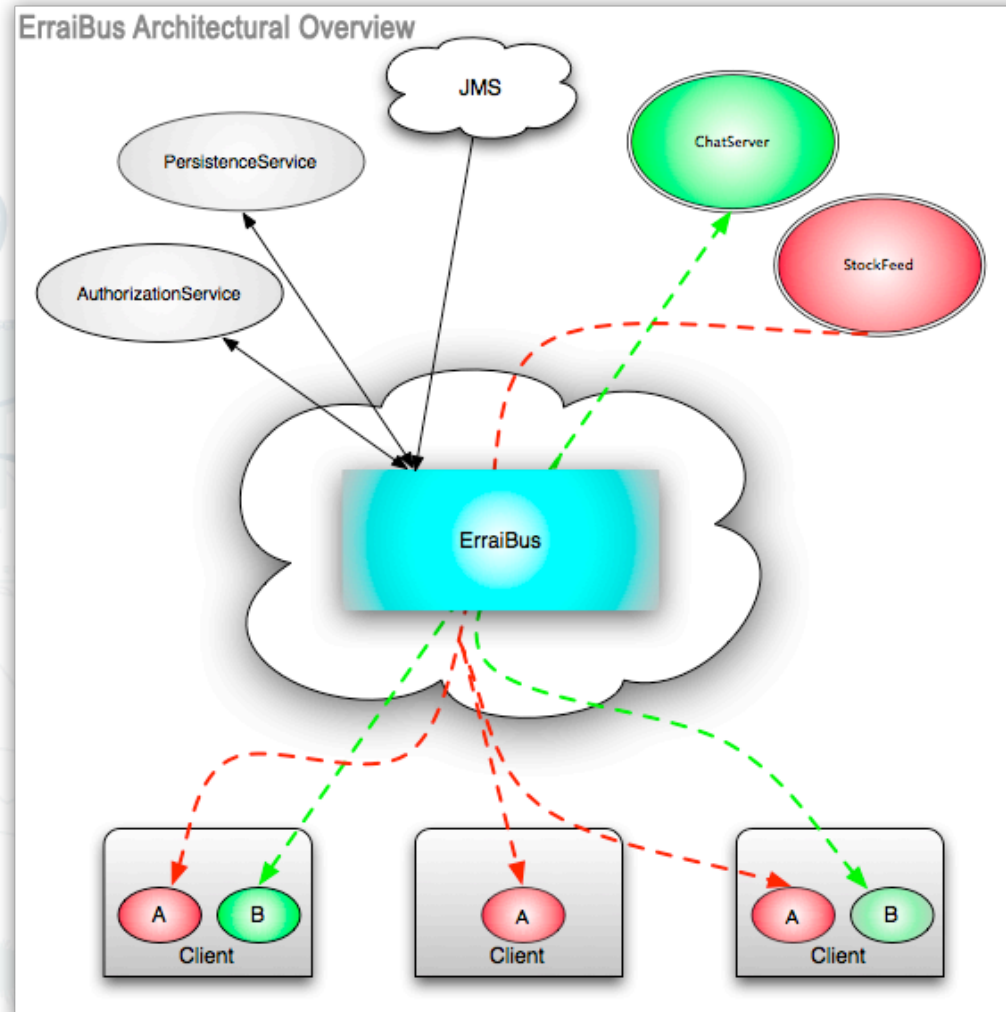 ErraiBus Architectural Overview
JMS
ChatServer
PersistenceService
StockFeed
AuthorizationService
ErraiBus
A
B
Client
A
Client
A
B
Client